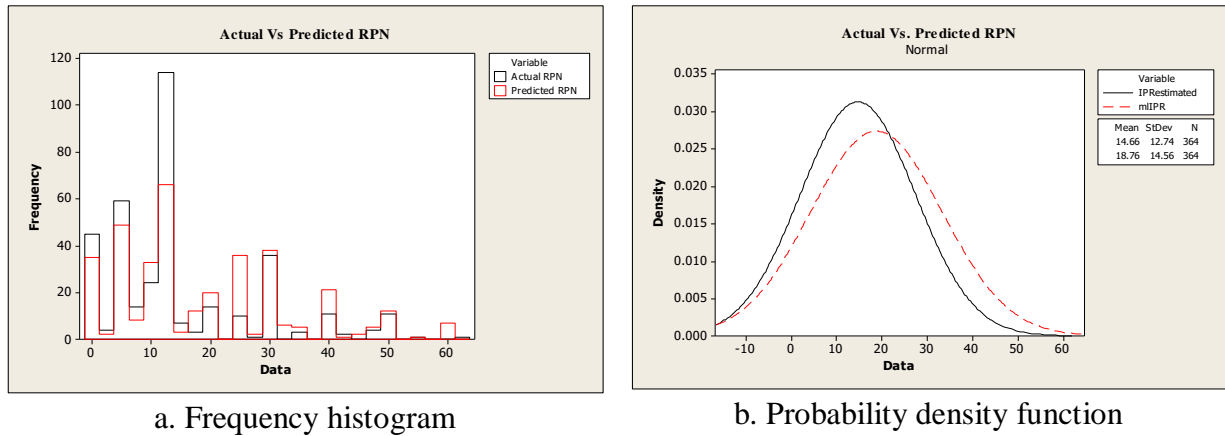 Actual Vs Predicted RPN
Variable
Actual RPN
Predicted RPN
Frequency
120
100
80
60
40
20
0
0 10 20 30 40 50 60
Data
a. Frequency histogram
Actual Vs. Predicted RPN
Normal
Variable
IPRestimated
mlIPR
Mean StDev N
14.66 12.74 364
18.76 14.56 364
Density
0.035
0.030
0.025
0.020
0.015
0.010
0.005
0.000
-10 0 10 20 30 40 50 60
Data
b. Probability density function